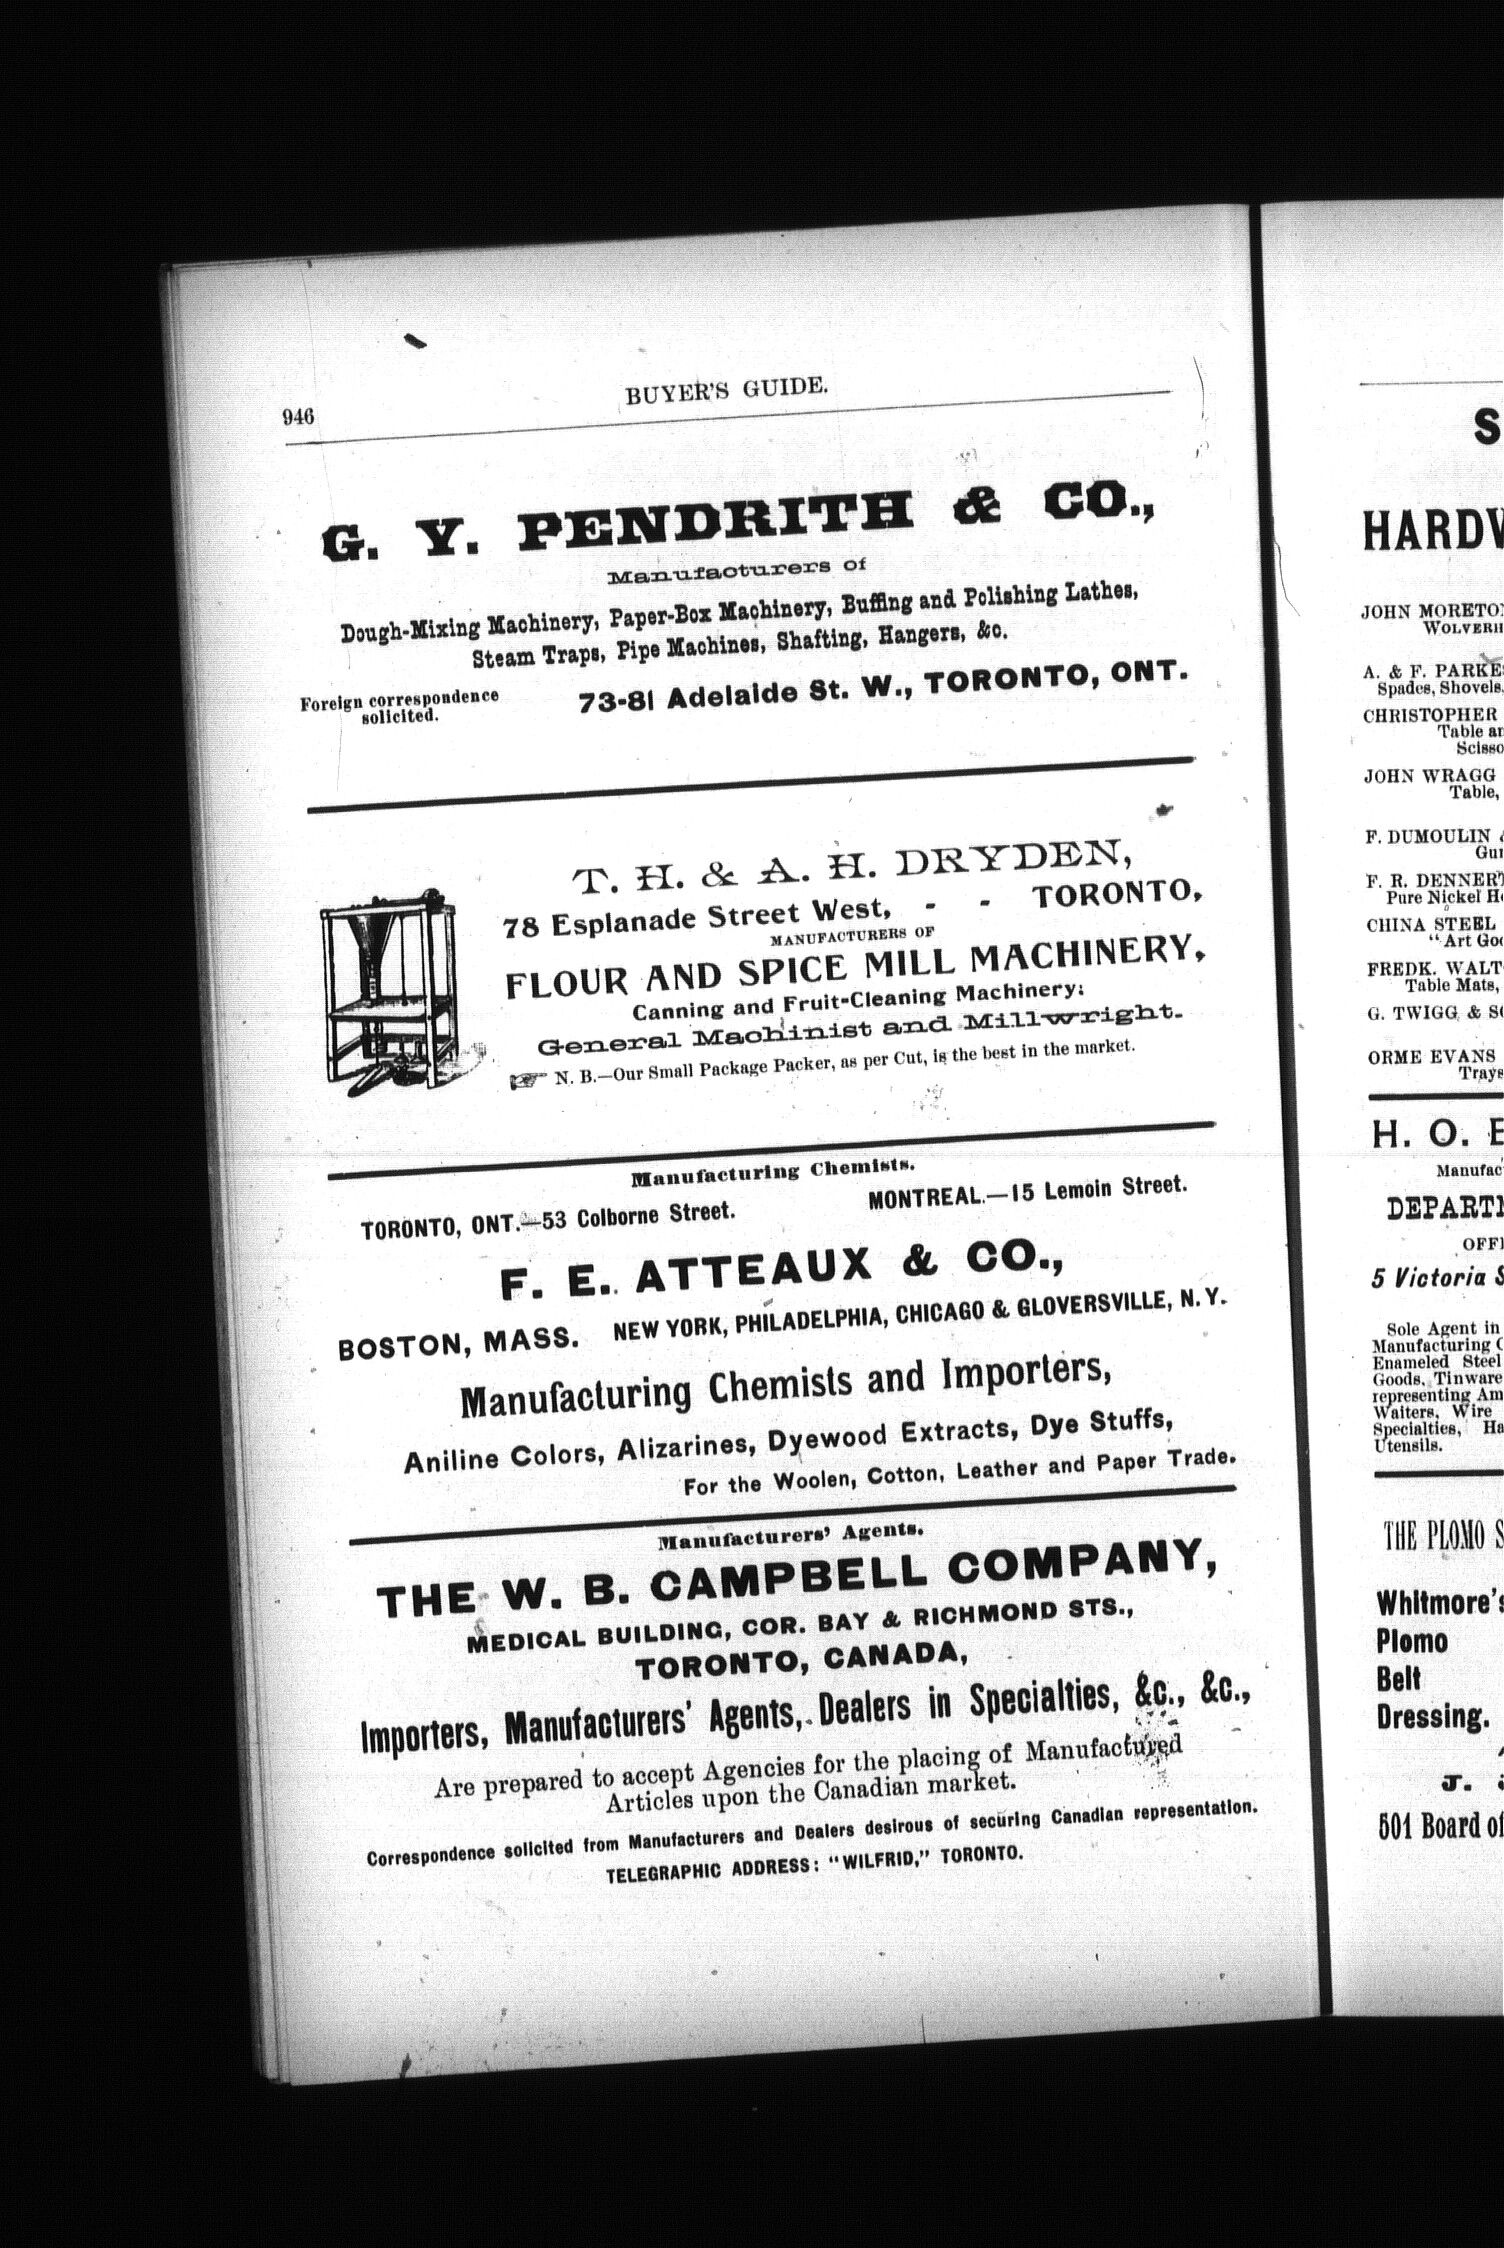 946
BUYER'S GUIDE.
G. Y. PENDRITH & CO.,
Manufacturers of
Dough-Mixing Machinery, Paper-Box Machinery, Buffing and Polishing Lathes,
Steam Traps, Pipe Machines, Shafting, Hangers, &c.
Foreign correspondence
solicited.
73-81 Adelaide St. W., TORONTO, ONT.
T. H. & A. H. DRYDEN,
78 Esplanade Street West, - - TORONTO,
MANUFACTURERS OF
FLOUR AND SPICE MILL MACHINERY,
Canning and Fruit-Cleaning Machinery:
General Machinist and Millwright.
☞ N. B.—Our Small Package Packer, as per Cut, is the best in the market.
Manufacturing Chemists.
TORONTO, ONT.—53 Colborne Street. MONTREAL.—15 Lemoin Street.
F. E. ATTEAUX & CO.,
BOSTON, MASS. NEW YORK, PHILADELPHIA, CHICAGO & GLOVERSVILLE, N.Y.
Manufacturing Chemists and Importers,
Aniline Colors, Alizarines, Dyewood Extracts, Dye Stuffs,
For the Woolen, Cotton, Leather and Paper Trade.
Manufacturers' Agents.
THE W. B. CAMPBELL COMPANY,
MEDICAL BUILDING, COR. BAY & RICHMOND STS.,
TORONTO, CANADA,
Importers, Manufacturers' Agents, Dealers in Specialties, &c., &c.,
Are prepared to accept Agencies for the placing of Manufactured
Articles upon the Canadian market.
Correspondence solicited from Manufacturers and Dealers desirous of securing Canadian representation.
TELEGRAPHIC ADDRESS: "WILFRID," TORONTO.
JOHN
A. & F.
Spades, Shovels,
CHRISTOPHER
Table
JOHN WRAGG
Table,
F. DUMOULIN
F. R.
Pure Nickel
CHINA STEEL
"Art
FREDK.
Table Mats,
G. TWIGG &
ORME EVANS
H. O.
5 Victoria
Sole Agent in
Manufacturing
Enameled Steel
Goods, Tinware
representing
Waiters, Wire
Specialties,
Utensils.
THE PLOMO
Whitmore's
Plomo
Belt
Dressing.
J.
501 Board of